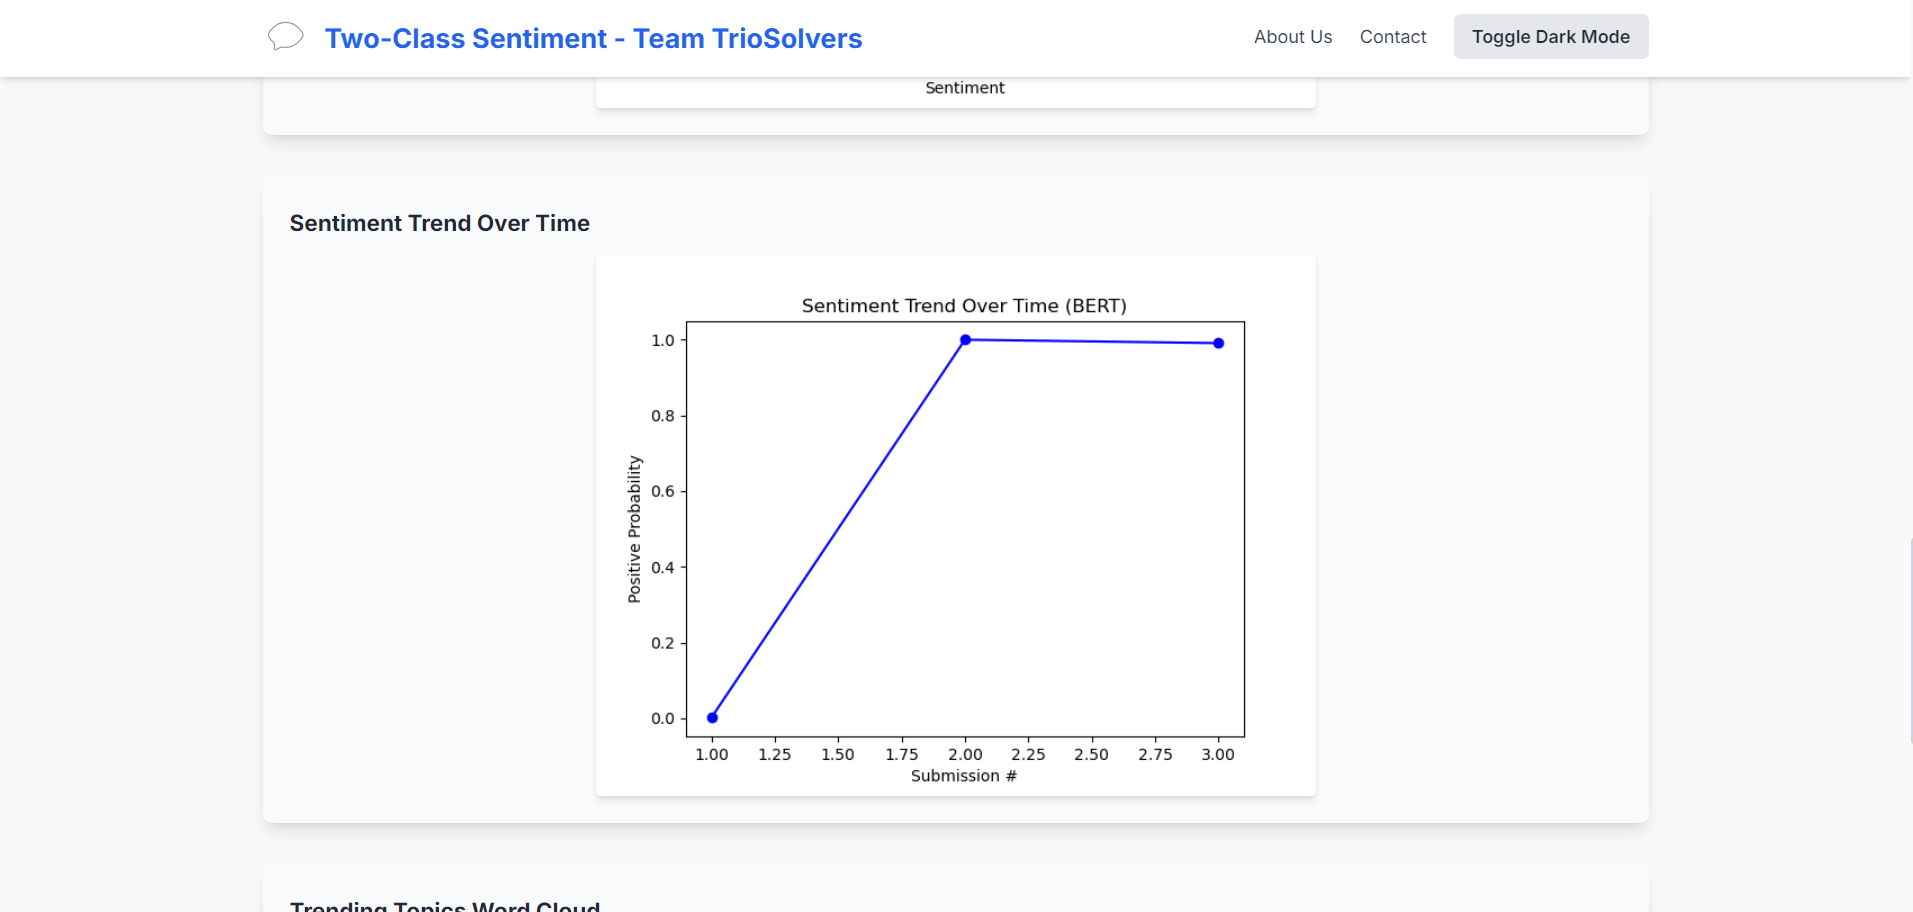 Two-Class Sentiment - Team TrioSolvers
About Us
Contact
Toggle Dark Mode
Sentiment
Sentiment Trend Over Time
Sentiment Trend Over Time (BERT)
Positive Probability
1.0
0.8
0.6
0.4
0.2
0.0
1.00 1.25 1.50 1.75 2.00 2.25 2.50 2.75 3.00
Submission #
Trending Topics Word Cloud